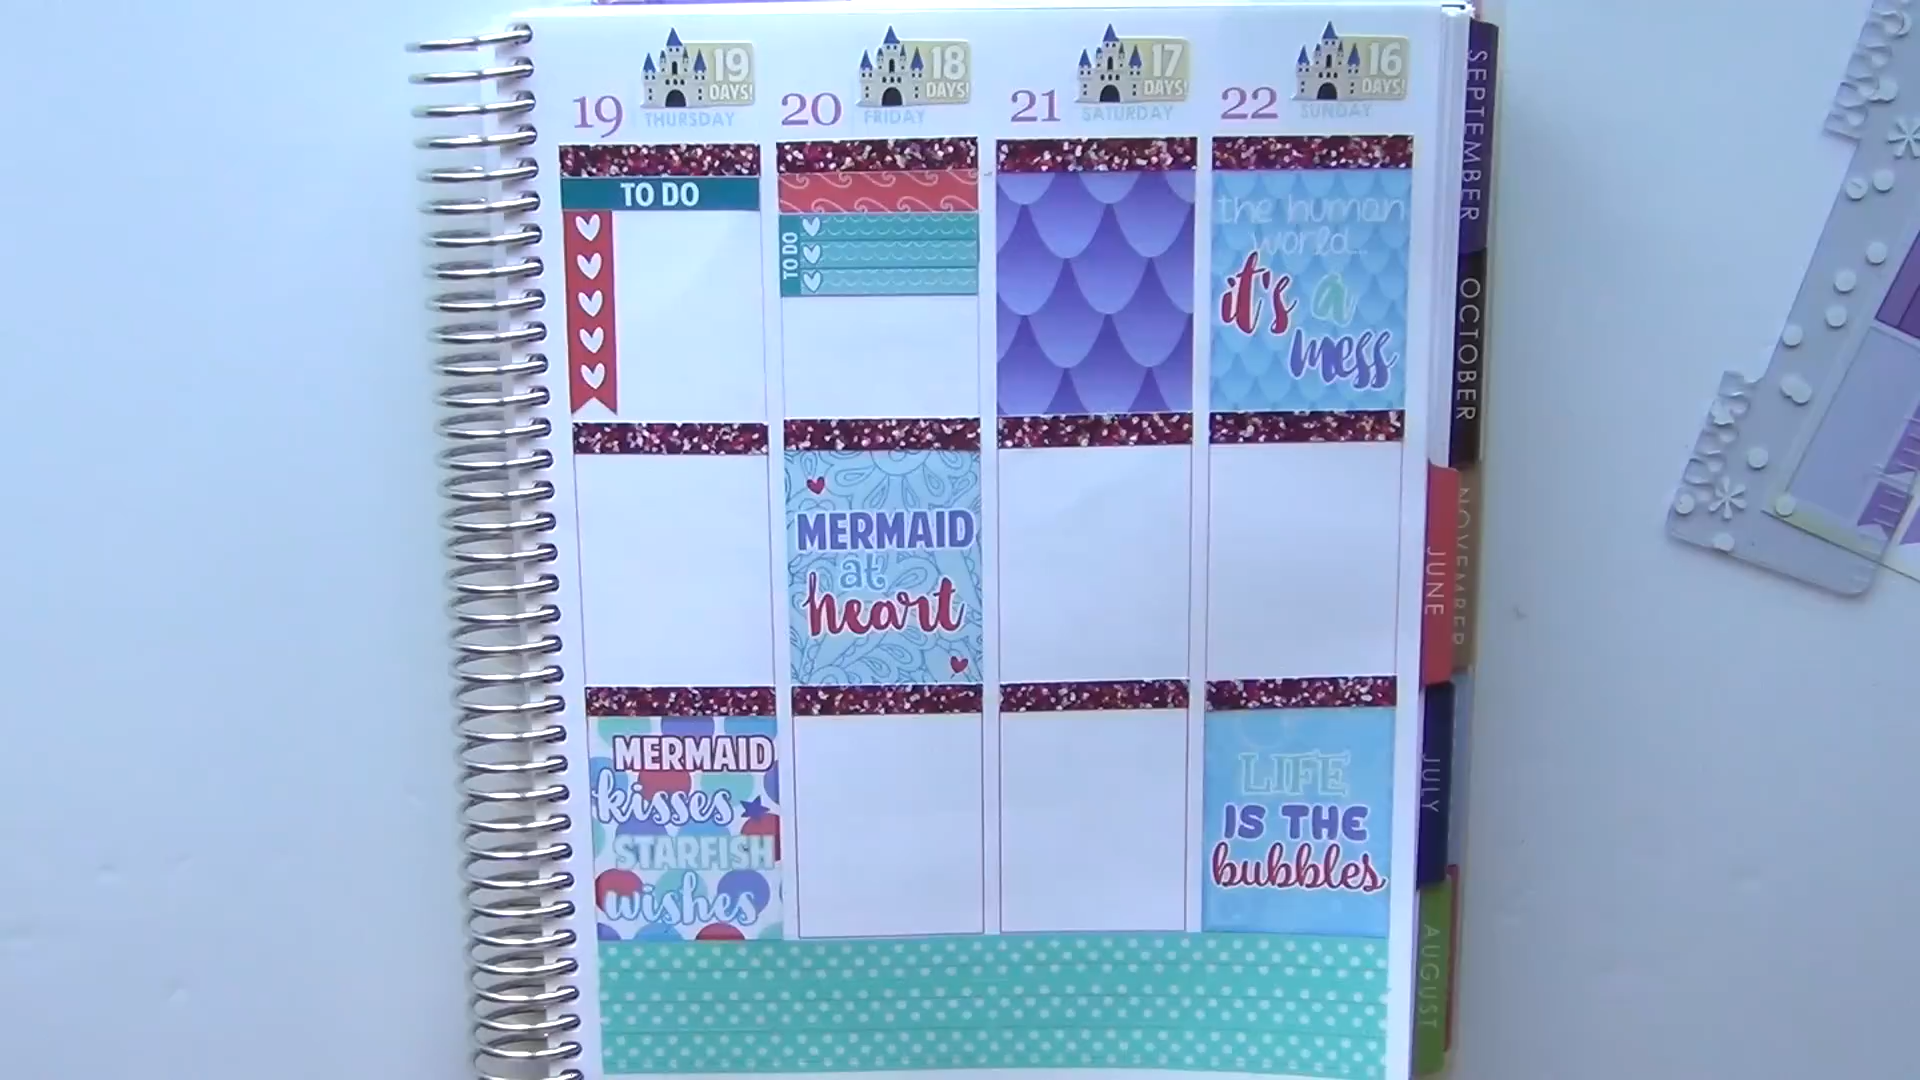 19
THURSDAY
19
DAYS!
20
FRIDAY
18
DAYS!
21
SATURDAY
17
DAYS!
22
SUNDAY
16
DAYS!
TO DO
TO DO
the human
world...
it's a
mess
MERMAID
at
heart
MERMAID
kisses
STARFISH
wishes
LIFE
IS THE
bubbles
SEPTEMBER
OCTOBER
NOVEMBER
JUNE
JULY
AUGUST